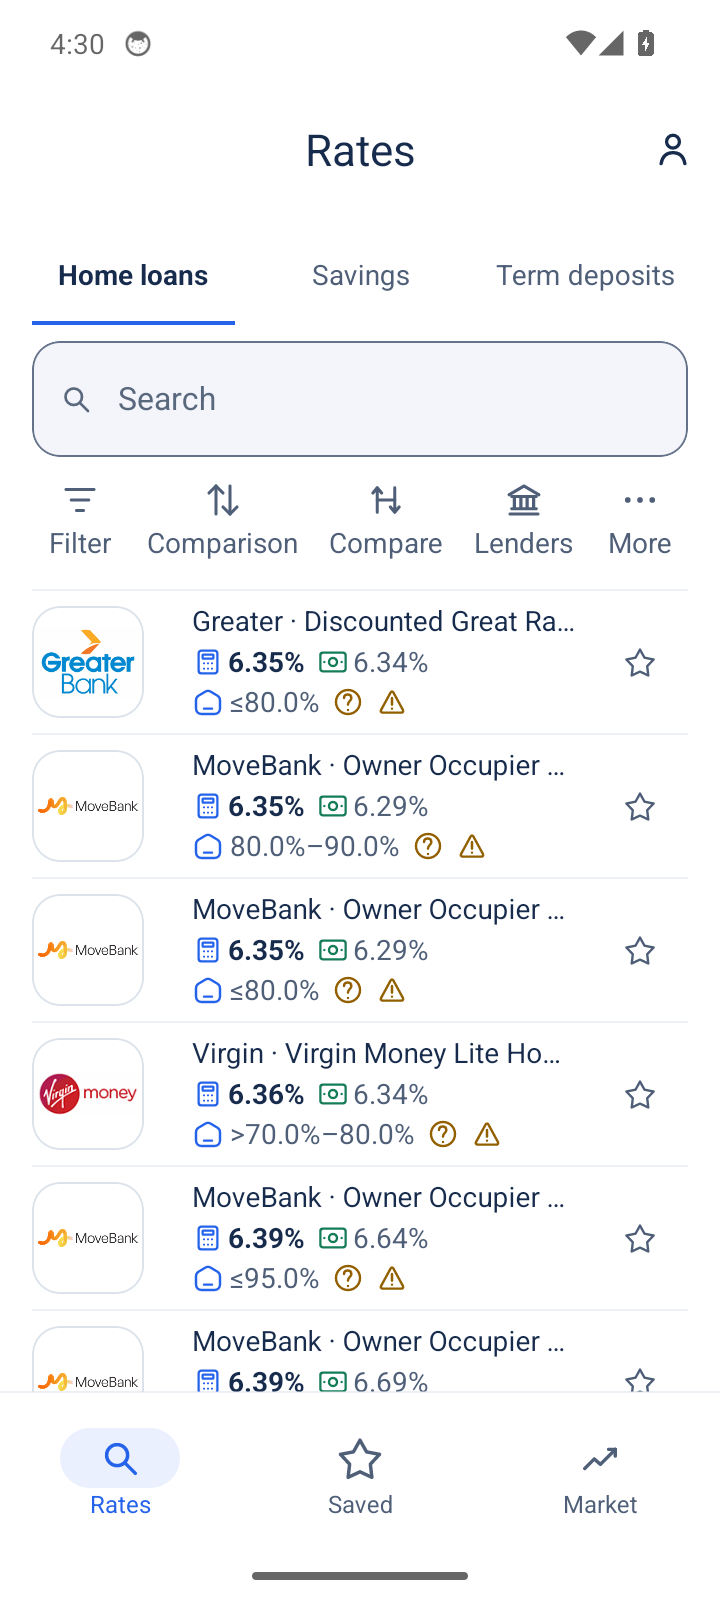 4:30
Rates
Home loans
Savings
Term deposits
Search
Filter
Comparison
Compare
Lenders
More
Greater Bank
Greater · Discounted Great Ra...
6.35% 6.34%
≤80.0%
MoveBank
MoveBank · Owner Occupier ...
6.35% 6.29%
80.0%–90.0%
MoveBank
MoveBank · Owner Occupier ...
6.35% 6.29%
≤80.0%
Virgin money
Virgin · Virgin Money Lite Ho...
6.36% 6.34%
>70.0%–80.0%
MoveBank
MoveBank · Owner Occupier ...
6.39% 6.64%
≤95.0%
MoveBank
MoveBank · Owner Occupier ...
6.39% 6.69%
Rates
Saved
Market